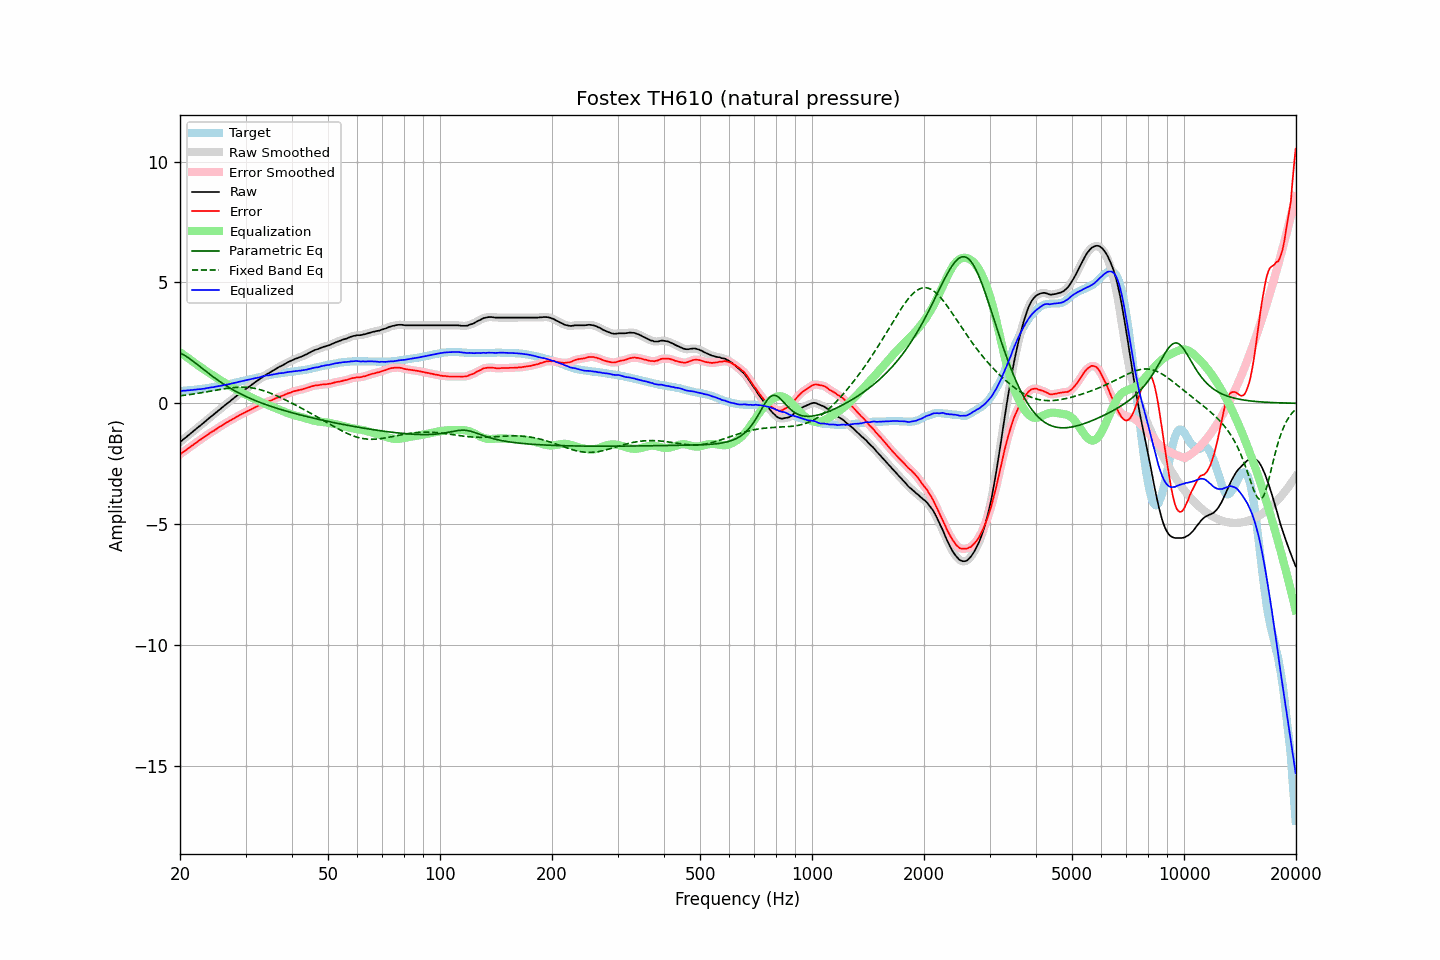 Fostex TH610 (natural pressure)
Target
Raw Smoothed
Error Smoothed
Raw
Error
Equalization
Parametric Eq
Fixed Band Eq
Equalized
10
5
0
−5
−10
−15
Amplitude (dBr)
20 50 100 200 500 1000 2000 5000 10000 20000
Frequency (Hz)